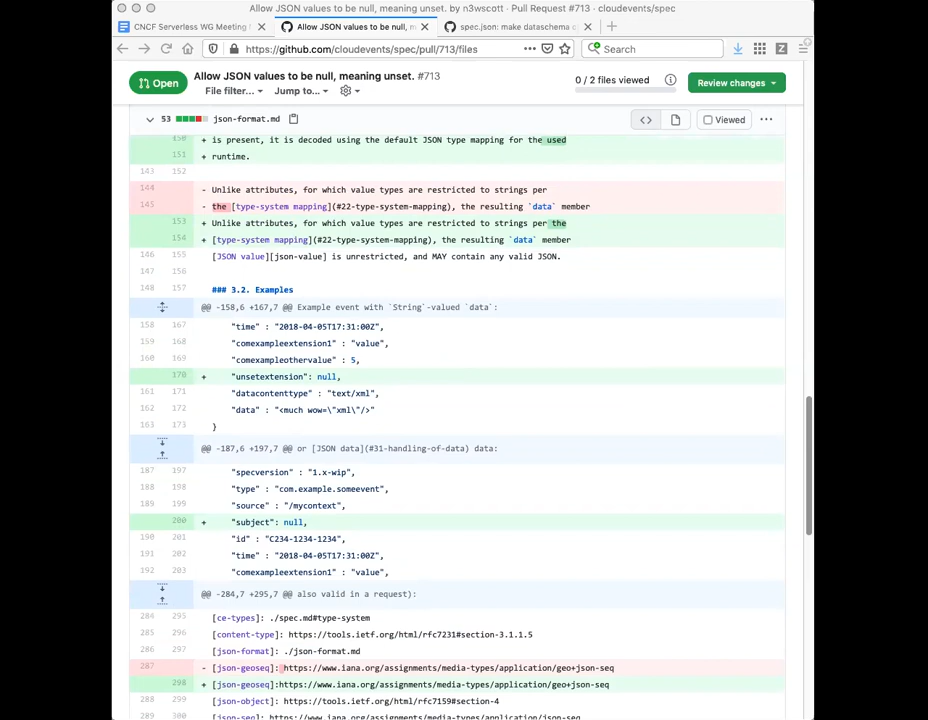 Allow JSON values to be null, meaning unset. by n3wscott · Pull Request #713 · cloudevents/spec
CNCF Serverless WG Meeting
Allow JSON values to be null, m
spec.json: make dataschema c
https://github.com/cloudevents/spec/pull/713/files
Search
Open
Allow JSON values to be null, meaning unset. #713
File filter... Jump to...
0 / 2 files viewed
Review changes
53 json-format.md
Viewed
150 + is present, it is decoded using the default JSON type mapping for the used
151 + runtime.
143 152
144 - Unlike attributes, for which value types are restricted to strings per
145 - the [type-system mapping](#22-type-system-mapping), the resulting `data` member
153 + Unlike attributes, for which value types are restricted to strings per the
154 + [type-system mapping](#22-type-system-mapping), the resulting `data` member
146 155 [JSON value][json-value] is unrestricted, and MAY contain any valid JSON.
147 156
148 157 ### 3.2. Examples
@@ -158,6 +167,7 @@ Example event with `String`-valued `data`:
158 167 "time" : "2018-04-05T17:31:00Z",
159 168 "comexampleextension1" : "value",
160 169 "comexampleothervalue" : 5,
170 + "unsetextension": null,
161 171 "datacontenttype" : "text/xml",
162 172 "data" : "<much wow=\"xml\"/>"
163 173 }
@@ -187,6 +197,7 @@ or [JSON data](#31-handling-of-data) data:
187 197 "specversion" : "1.x-wip",
188 198 "type" : "com.example.someevent",
189 199 "source" : "/mycontext",
200 + "subject": null,
190 201 "id" : "C234-1234-1234",
191 202 "time" : "2018-04-05T17:31:00Z",
192 203 "comexampleextension1" : "value",
@@ -284,7 +295,7 @@ also valid in a request):
284 295 [ce-types]: ./spec.md#type-system
285 296 [content-type]: https://tools.ietf.org/html/rfc7231#section-3.1.1.5
286 297 [json-format]: ./json-format.md
287 - [json-geoseq]: https://www.iana.org/assignments/media-types/application/geo+json-seq
298 + [json-geoseq]:https://www.iana.org/assignments/media-types/application/geo+json-seq
288 299 [json-object]: https://tools.ietf.org/html/rfc7159#section-4
289 300 [json-seq]: https://www.iana.org/assignments/media-types/application/json-seq